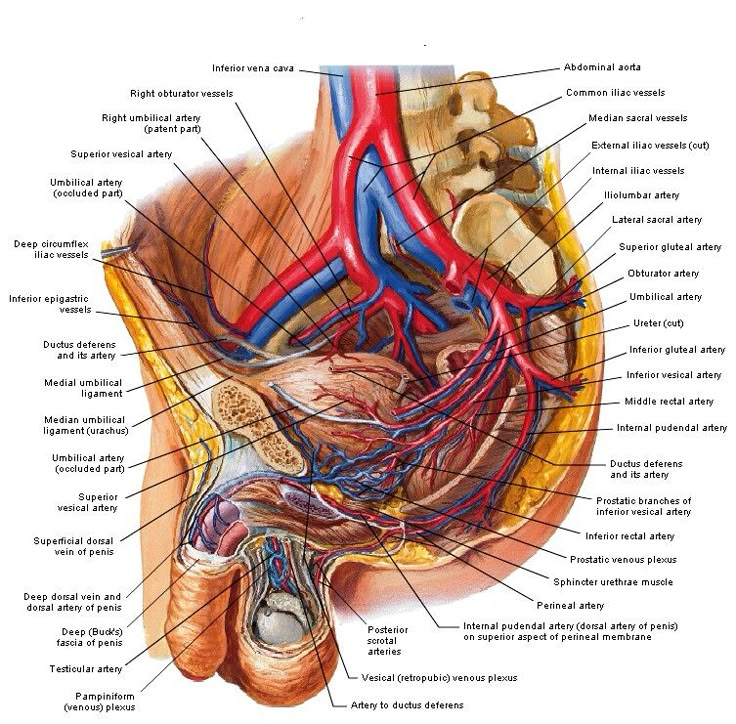 Inferior vena cava
Right obturator vessels
Right umbilical artery
(patent part)
Superior vesical artery
Umbilical artery
(occluded part)
Deep circumflex
iliac vessels
Inferior epigastric
vessels
Ductus deferens
and its artery
Medial umbilical
ligament
Median umbilical
ligament (urachus)
Umbilical artery
(occluded part)
Superior
vesical artery
Superficial dorsal
vein of penis
Deep dorsal vein and
dorsal artery of penis
Deep (Buck's)
fascia of penis
Testicular artery
Pampiniform
(venous) plexus
Abdominal aorta
Common iliac vessels
Median sacral vessels
External iliac vessels (cut)
Internal iliac vessels
Iliolumbar artery
Lateral sacral artery
Superior gluteal artery
Obturator artery
Umbilical artery
Ureter (cut)
Inferior gluteal artery
Inferior vesical artery
Middle rectal artery
Internal pudendal artery
Ductus deferens
and its artery
Prostatic branches of
inferior vesical artery
Inferior rectal artery
Prostatic venous plexus
Sphincter urethrae muscle
Perineal artery
Internal pudendal artery (dorsal artery of penis)
on superior aspect of perineal membrane
Posterior
scrotal
arteries
Vesical (retropubic) venous plexus
Artery to ductus deferens